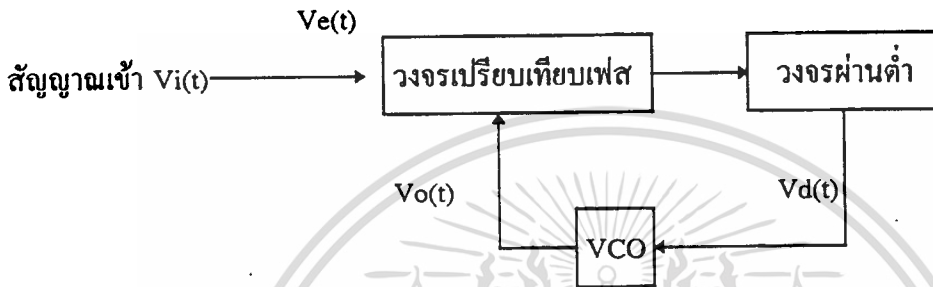 Ve(t)
สัญญาณเข้า Vi(t)
วงจรเปรียบเทียบเฟส
วงจรผ่านต่ำ
Vo(t)
Vd(t)
VCO